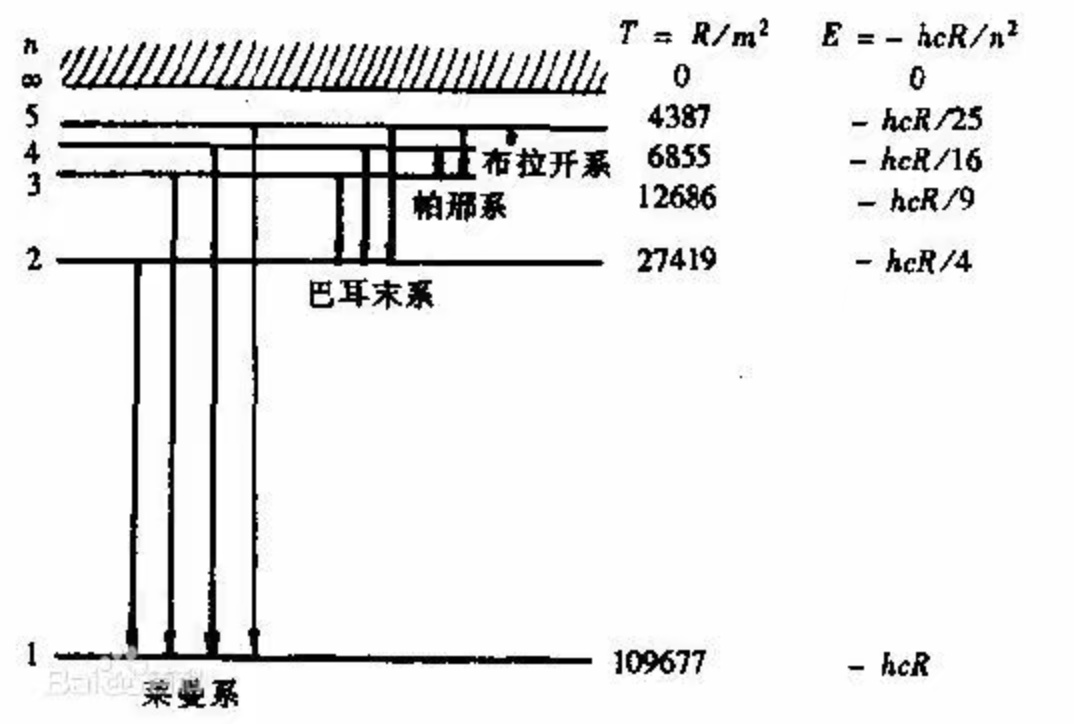 n T = R/m² E = - hcR/n²
∞ 0 0
5 4387 - hcR/25
4 布拉开系 6855 - hcR/16
3 帕邢系 12686 - hcR/9
2 27419 - hcR/4
巴耳末系
1 109677 - hcR
莱曼系